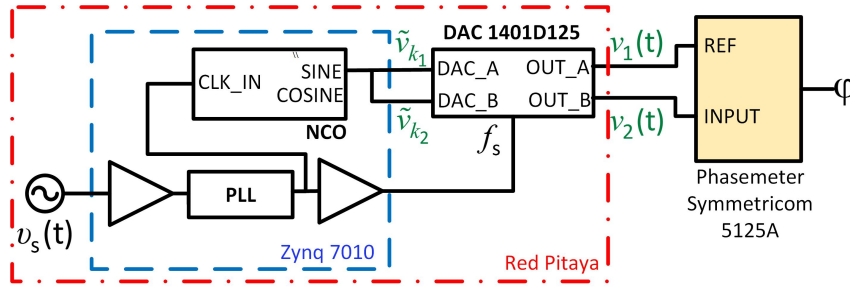 DAC 1401D125
ṽk1
v1(t)
CLK_IN
SINE
COSINE
NCO
DAC_A
OUT_A
DAC_B
OUT_B
ṽk2
v2(t)
fs
REF
INPUT
φ
PLL
υs(t)
Zynq 7010
Red Pitaya
Phasemeter
Symmetricom
5125A